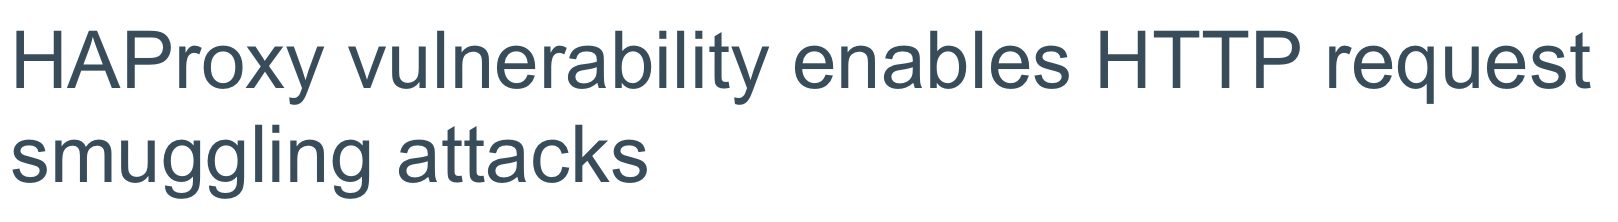 HAProxy vulnerability enables HTTP request
smuggling attacks